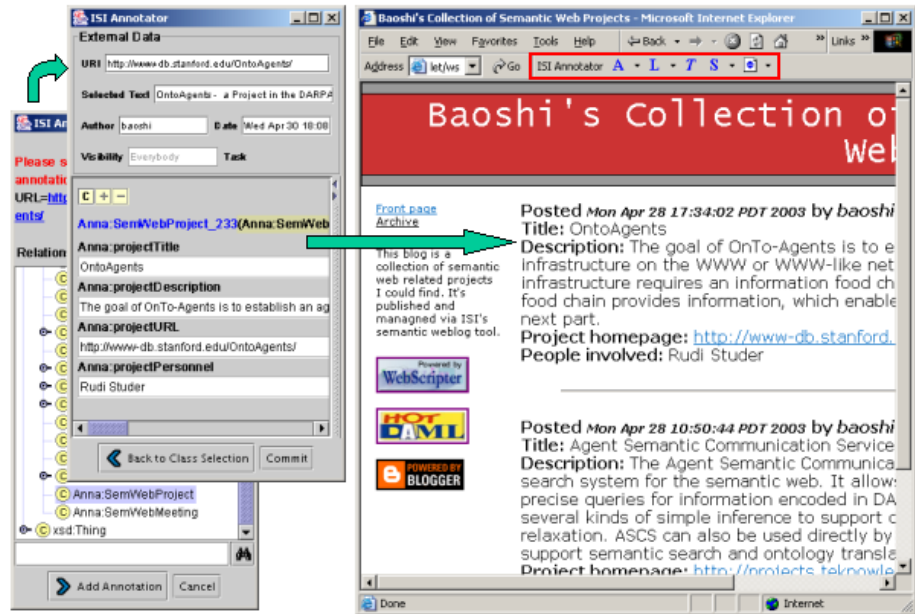 ISI Annotator
External Data
URI http://www-db.stanford.edu/OntoAgents/
Selected Text OntoAgents - a Project in the DARPA
Author baoshi Date Wed Apr 30 18:08
Visibility Everybody Task
C + −
Anna:SemWebProject_233(Anna:SemWeb
Anna:projectTitle
OntoAgents
Anna:projectDescription
The goal of OnTo-Agents is to establish an ag
Anna:projectURL
http://www-db.stanford.edu/OntoAgents/
Anna:projectPersonnel
Rudi Studer
Back to Class Selection Commit
ISI An
Please s
annotatio
URL=http
ents/
Relation
C Anna:SemWebProject
C Anna:SemWebMeeting
C xsd:Thing
Add Annotation Cancel
Baoshi's Collection of Semantic Web Projects - Microsoft Internet Explorer
File Edit View Favorites Tools Help Back » Links »
Address let/ws Go ISI Annotator A L T S
Baoshi's Collection of
Web
Front page
Archive
This blog is a
collection of semantic
web related projects
I could find. It's
published and
managned via ISI's
semantic weblog tool.
Powered by
WebScripter
HOT
DAML
POWERED BY
BLOGGER
Posted Mon Apr 28 17:34:02 PDT 2003 by baoshi
Title: OntoAgents
Description: The goal of OnTo-Agents is to e
infrastructure on the WWW or WWW-like net
infrastructure requires an information food ch
food chain provides information, which enable
next part.
Project homepage: http://www-db.stanford.
People involved: Rudi Studer
Posted Mon Apr 28 10:50:44 PDT 2003 by baoshi
Title: Agent Semantic Communication Service
Description: The Agent Semantic Communica
search system for the semantic web. It allow
precise queries for information encoded in DA
several kinds of simple inference to support c
relaxation. ASCS can also be used directly by
support semantic search and ontology transla
Project homepage: http://projects.teknowle
Done Internet